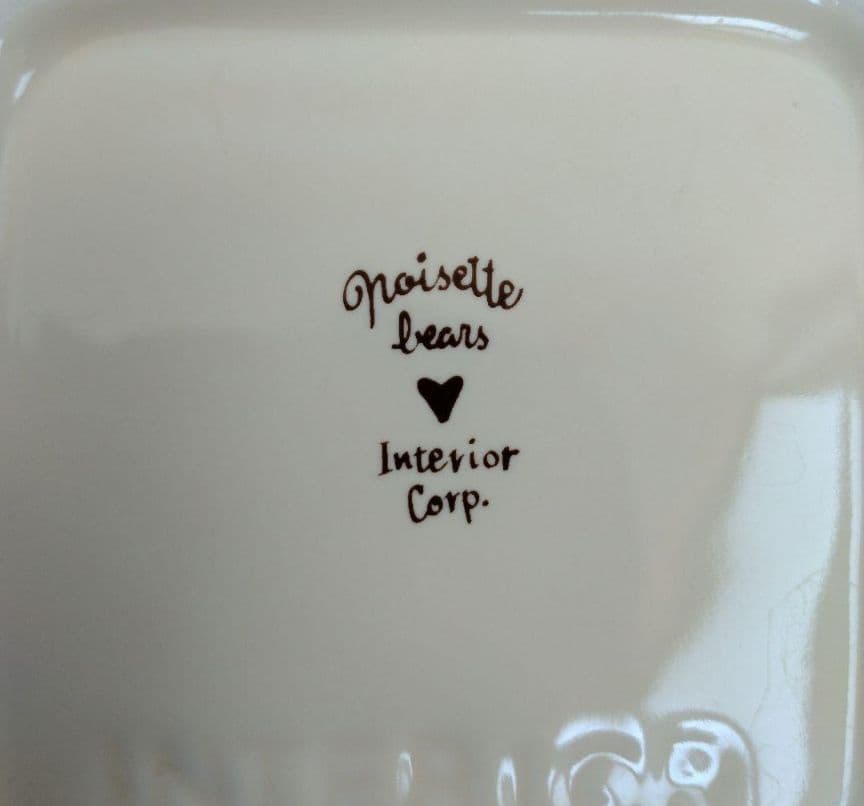 noisette
bears
Interior
Corp.